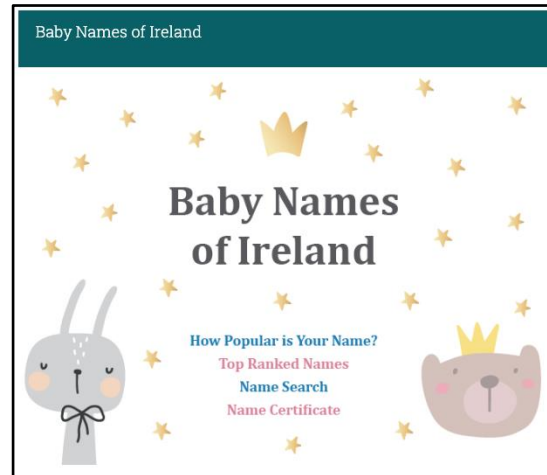 Baby Names of Ireland
Baby Names
of Ireland
How Popular is Your Name?
Top Ranked Names
Name Search
Name Certificate